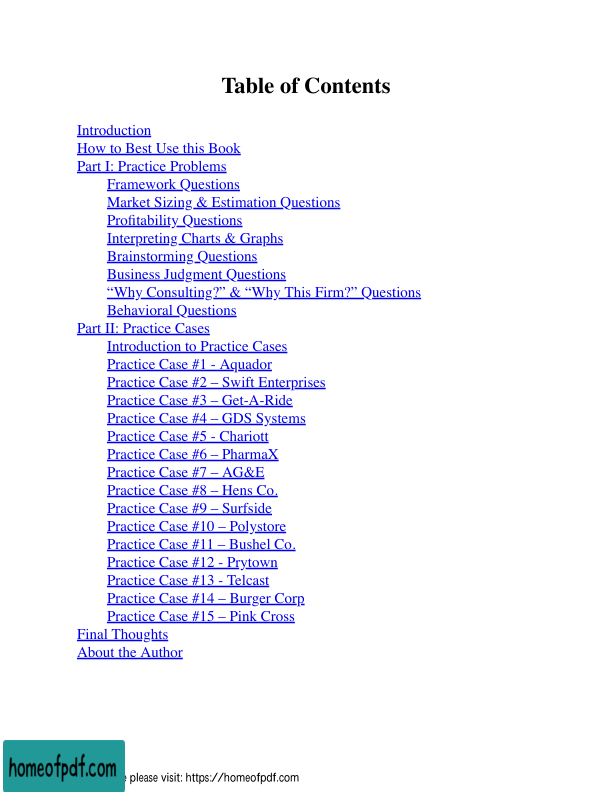 Table of Contents
Introduction
How to Best Use this Book
Part I: Practice Problems
Framework Questions
Market Sizing & Estimation Questions
Profitability Questions
Interpreting Charts & Graphs
Brainstorming Questions
Business Judgment Questions
“Why Consulting?” & “Why This Firm?” Questions
Behavioral Questions
Part II: Practice Cases
Introduction to Practice Cases
Practice Case #1 - Aquador
Practice Case #2 – Swift Enterprises
Practice Case #3 – Get-A-Ride
Practice Case #4 – GDS Systems
Practice Case #5 - Chariott
Practice Case #6 – PharmaX
Practice Case #7 – AG&E
Practice Case #8 – Hens Co.
Practice Case #9 – Surfside
Practice Case #10 – Polystore
Practice Case #11 – Bushel Co.
Practice Case #12 - Prytown
Practice Case #13 - Telcast
Practice Case #14 – Burger Corp
Practice Case #15 – Pink Cross
Final Thoughts
About the Author
homeofpdf.com
please visit: https://homeofpdf.com